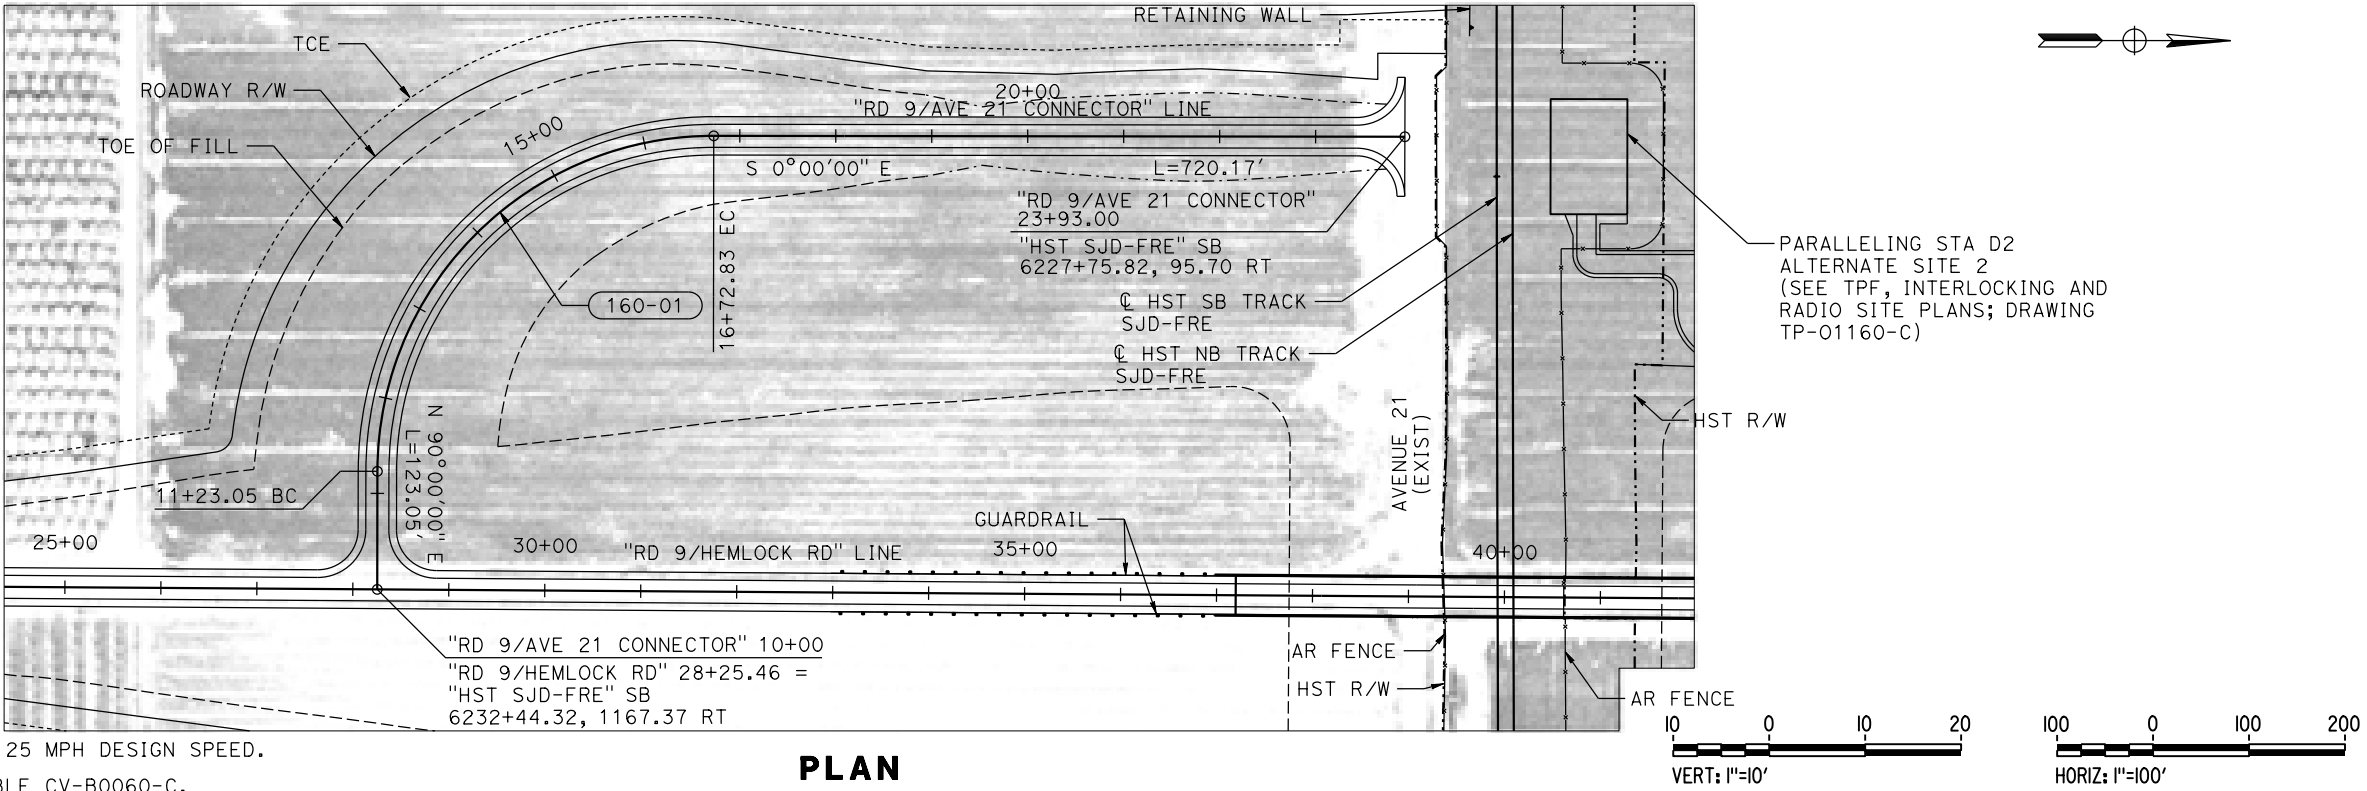 RETAINING WALL
TCE
ROADWAY R/W
TOE OF FILL
15+00
20+00
"RD 9/AVE 21 CONNECTOR" LINE
S 0°00'00" E
L=720.17'
"RD 9/AVE 21 CONNECTOR"
23+93.00
"HST SJD-FRE" SB
6227+75.82, 95.70 RT
16+72.83 EC
160-01
℄ HST SB TRACK
SJD-FRE
℄ HST NB TRACK
SJD-FRE
PARALLELING STA D2
ALTERNATE SITE 2
(SEE TPF, INTERLOCKING AND
RADIO SITE PLANS; DRAWING
TP-01160-C)
HST R/W
AVENUE 21
(EXIST)
N 90°00'00" E
L=123.05'
11+23.05 BC
GUARDRAIL
25+00
30+00
"RD 9/HEMLOCK RD" LINE
35+00
40+00
"RD 9/AVE 21 CONNECTOR" 10+00
"RD 9/HEMLOCK RD" 28+25.46 =
"HST SJD-FRE" SB
6232+44.32, 1167.37 RT
AR FENCE
HST R/W
AR FENCE
25 MPH DESIGN SPEED.
CV-B0060-C.
PLAN
10 0 10 20
VERT: 1"=10'
100 0 100 200
HORIZ: 1"=100'